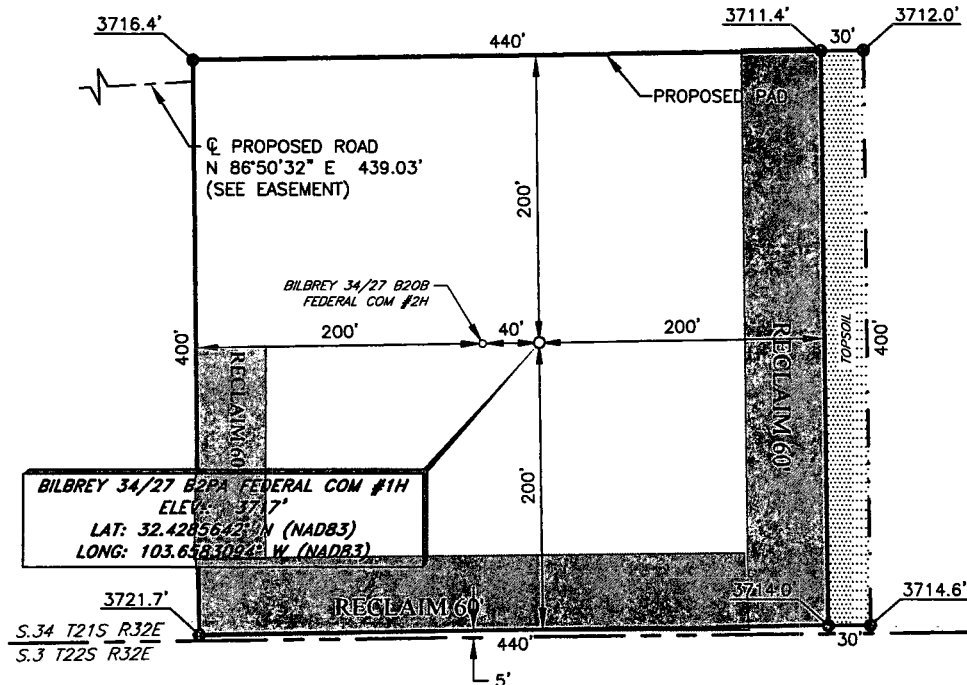 3716.4'
3711.4'
30'
3712.0'
440'
PROPOSED PAD
℄ PROPOSED ROAD
N 86°50'32" E 439.03'
(SEE EASEMENT)
200'
BILBREY 34/27 B2OB
FEDERAL COM #2H
200'
40'
200'
400'
TOPSOIL
400'
RECLAIM 60'
RECLAIM 60'
200'
BILBREY 34/27 B2PA FEDERAL COM #1H
ELEV.
LAT: 32.4285642° N (NAD83)
LONG: 103.6583094° W (NAD83)
3721.7'
RECLAIM 60'
3714.0'
3714.6'
S.34 T21S R32E
440'
30'
S.3 T22S R32E
5'